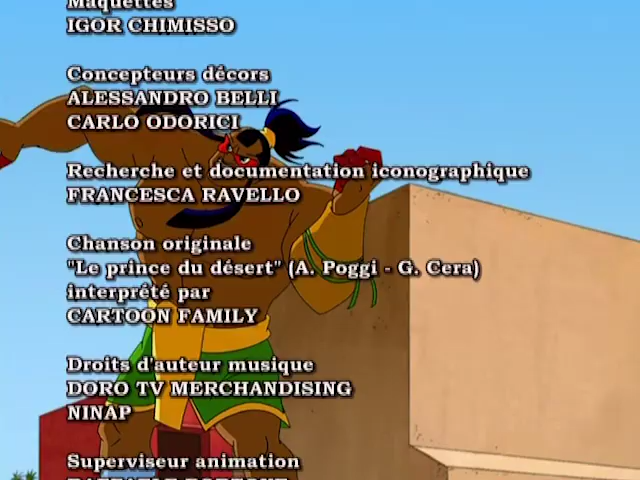 Maquettes
IGOR CHIMISSO
Concepteurs décors
ALESSANDRO BELLI
CARLO ODORICI
Recherche et documentation iconographique
FRANCESCA RAVELLO
Chanson originale
"Le prince du désert" (A. Poggi - G. Cera)
interprété par
CARTOON FAMILY
Droits d'auteur musique
DORO TV MERCHANDISING
NINAP
Superviseur animation